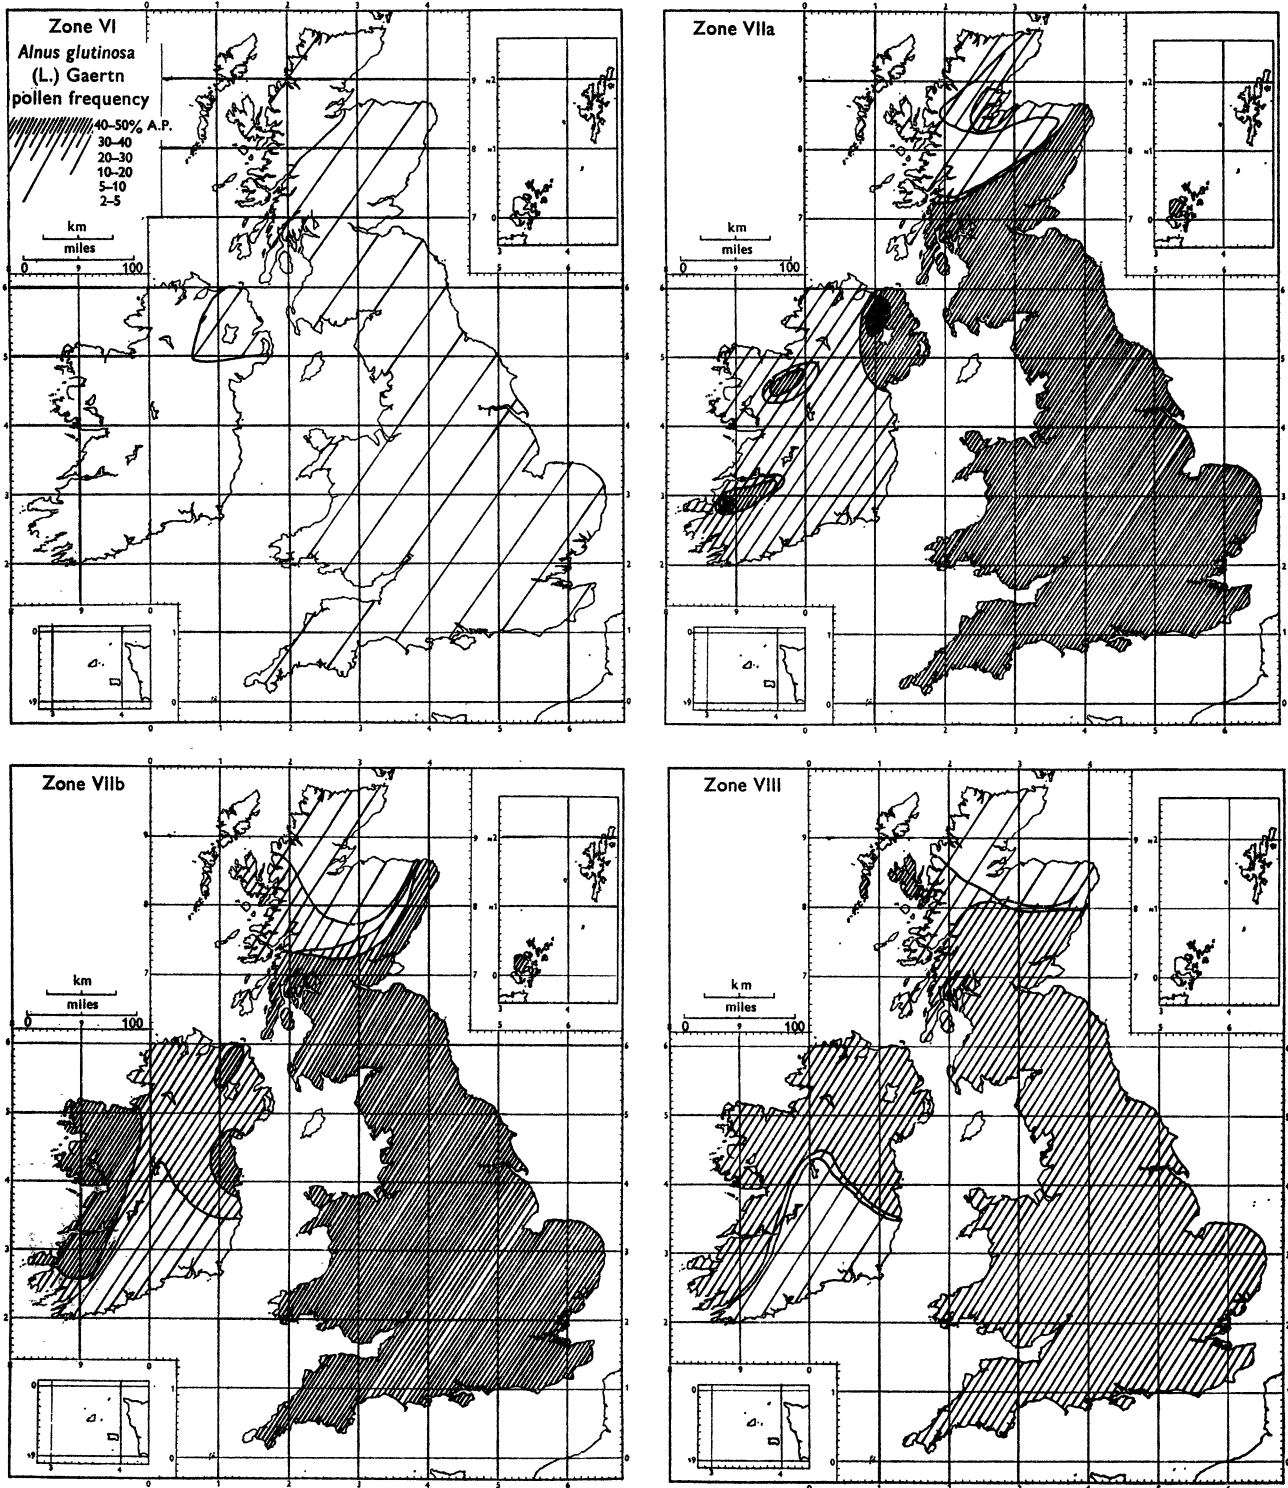 Zone VI
Alnus glutinosa
(L.) Gaertn
pollen frequency
40–50% A.P.
30–40
20–30
10–20
5–10
2–5
km
miles
0 100
Zone VIIa
km
miles
0 100
Zone VIIb
km
miles
0 100
Zone VIII
km
miles
0 100